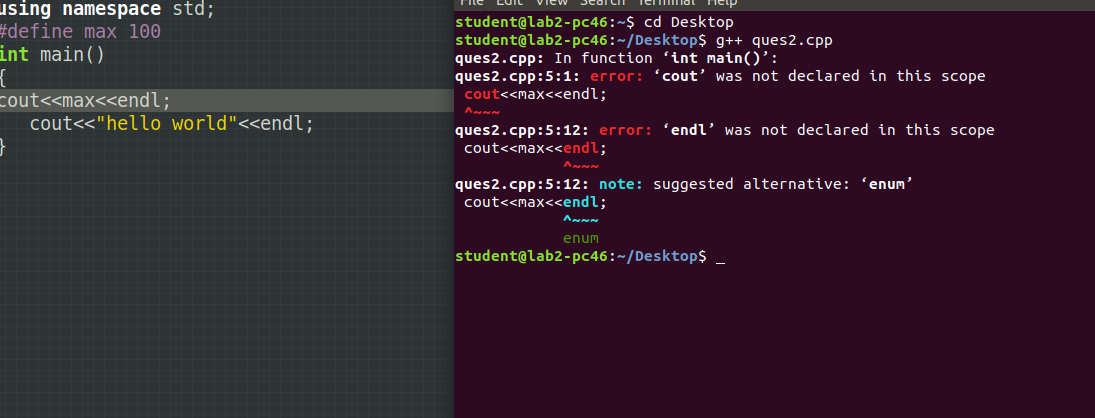 using namespace std;
#define max 100
int main()
{
cout<<max<<endl;
cout<<"hello world"<<endl;
}
File Edit View Search Terminal Help
student@lab2-pc46:~$ cd Desktop
student@lab2-pc46:~/Desktop$ g++ ques2.cpp
ques2.cpp: In function ‘int main()’:
ques2.cpp:5:1: error: ‘cout’ was not declared in this scope
cout<<max<<endl;
^~~~
ques2.cpp:5:12: error: ‘endl’ was not declared in this scope
cout<<max<<endl;
^~~~
ques2.cpp:5:12: note: suggested alternative: ‘enum’
cout<<max<<endl;
^~~~
enum
student@lab2-pc46:~/Desktop$ _